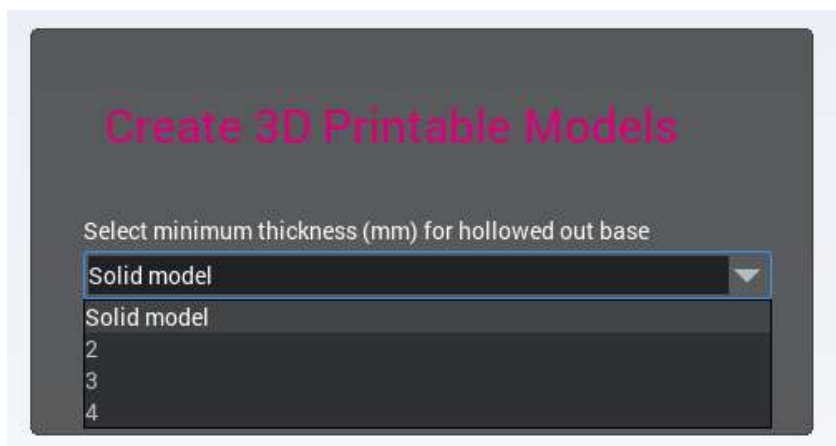 Create 3D Printable Models
Select minimum thickness (mm) for hollowed out base
Solid model
Solid model
2
3
4